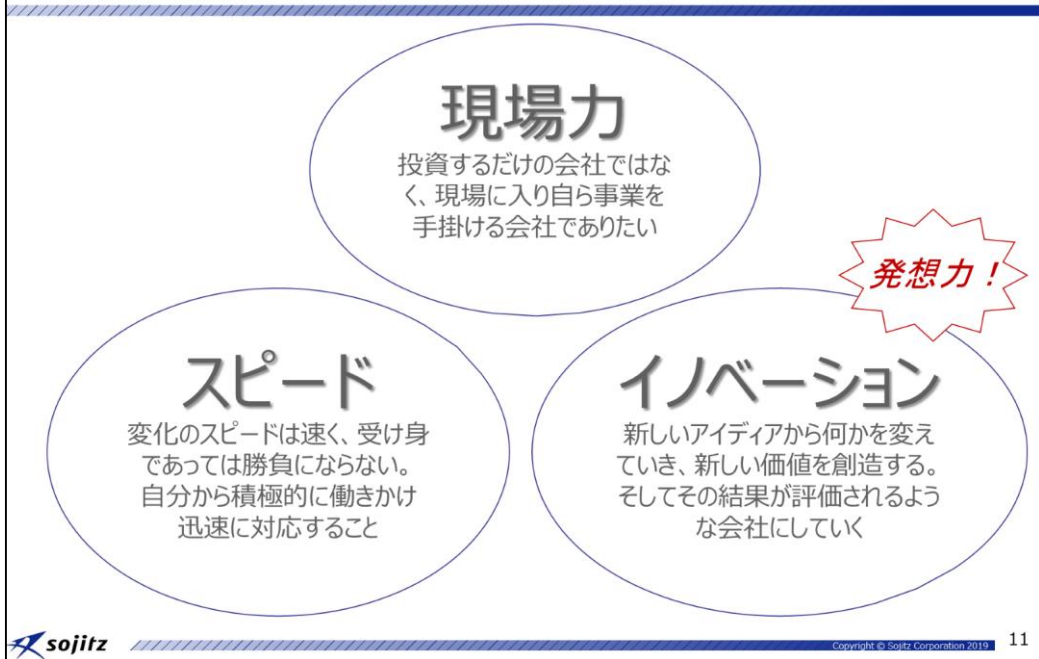 現場力
投資するだけの会社ではな
く、現場に入り自ら事業を
手掛ける会社でありたい
発想力！
スピード
変化のスピードは速く、受け身
であっては勝負にならない。
自分から積極的に働きかけ
迅速に対応すること
イノベーション
新しいアイディアから何かを変え
ていき、新しい価値を創造する。
そしてその結果が評価されるよう
な会社にしていく
sojitz
Copyright © Sojitz Corporation 2019
11